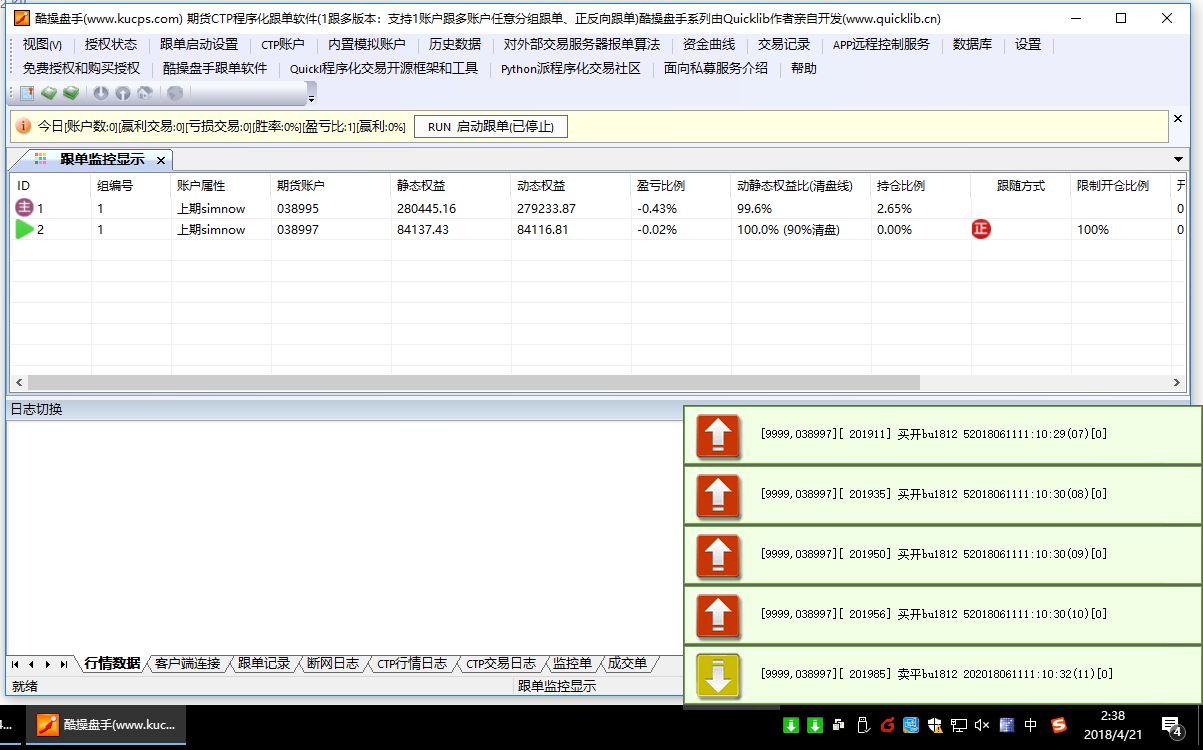 酷操盘手(www.kucps.com) 期货CTP程序化跟单软件(1跟多版本：支持1账户跟多账户任意分组跟单、正反向跟单)酷操盘手系列由Quicklib作者亲自开发(www.quicklib.cn)
视图(V) 授权状态 跟单启动设置 CTP账户 内置模拟账户 历史数据 对外部交易服务器报单算法 资金曲线 交易记录 APP远程控制服务 数据库 设置
免费授权和购买授权 酷操盘手跟单软件 Quickl程序化交易开源框架和工具 Python派程序化交易社区 面向私募服务介绍 帮助
今日[账户数:0][赢利交易:0][亏损交易:0][胜率:0%][盈亏比:1][赢利:0%] RUN 启动跟单(已停止)
跟单监控显示
ID 组编号 账户属性 期货账户 静态权益 动态权益 盈亏比例 动静态权益比(清盘线) 持仓比例 跟随方式 限制开仓比例 开
主 1 1 上期simnow 038995 280445.16 279233.87 -0.43% 99.6% 2.65% 0
2 1 上期simnow 038997 84137.43 84116.81 -0.02% 100.0% (90%清盘) 0.00% 正 100% 0
日志切换
[9999,038997][ 201911] 买开bu1812 52018061111:10:29(07)[0]
[9999,038997][ 201935] 买开bu1812 52018061111:10:30(08)[0]
[9999,038997][ 201950] 买开bu1812 52018061111:10:30(09)[0]
[9999,038997][ 201956] 买开bu1812 52018061111:10:30(10)[0]
[9999,038997][ 201985] 卖平bu1812 202018061111:10:32(11)[0]
行情数据 客户端连接 跟单记录 断网日志 CTP行情日志 CTP交易日志 监控单 成交单
就绪 跟单监控显示
4... 酷操盘手(www.kuc... 中 2:38
2018/4/21 4